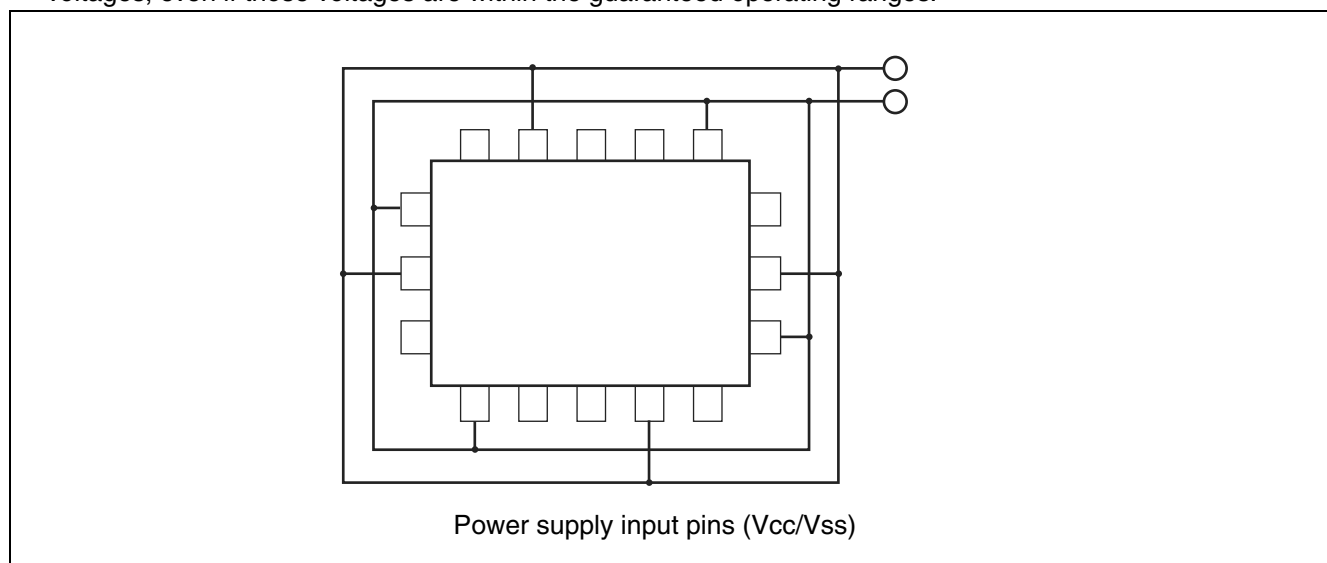 voltages, even if these voltages are within the guaranteed operating ranges.
Power supply input pins (Vcc/Vss)